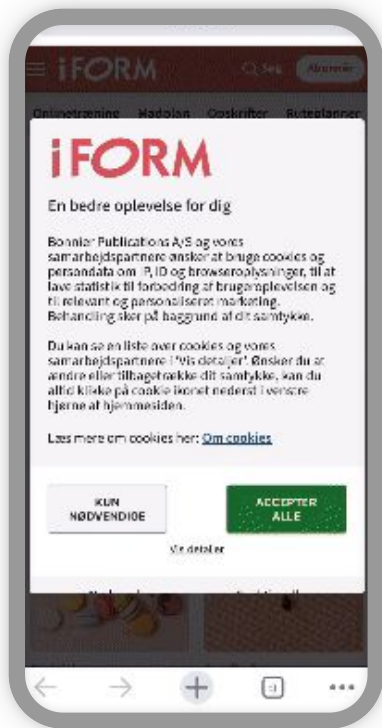 iFORM
Søg
Abonnér
Onlinetræning Madplan Opskrifter Ruteplanner
iFORM
En bedre oplevelse for dig
Bonnier Publications A/S og vores
samarbejdspartnere ønsker at bruge cookies og
persondata om IP, ID og browseroplysninger, til at
lave statistik til forbedring af brugeroplevelsen og
til relevant og personaliseret marketing.
Behandling sker på baggrund af dit samtykke.
Du kan se en liste over cookies og vores
samarbejdspartnere i 'Vis detaljer'. Ønsker du at
ændre eller tilbagetrække dit samtykke, kan du
altid klikke på cookie ikonet nederst i venstre
hjørne af hjemmesiden.
Læs mere om cookies her: Om cookies
KUN
NØDVENDIGE
ACCEPTER
ALLE
Vis detaljer